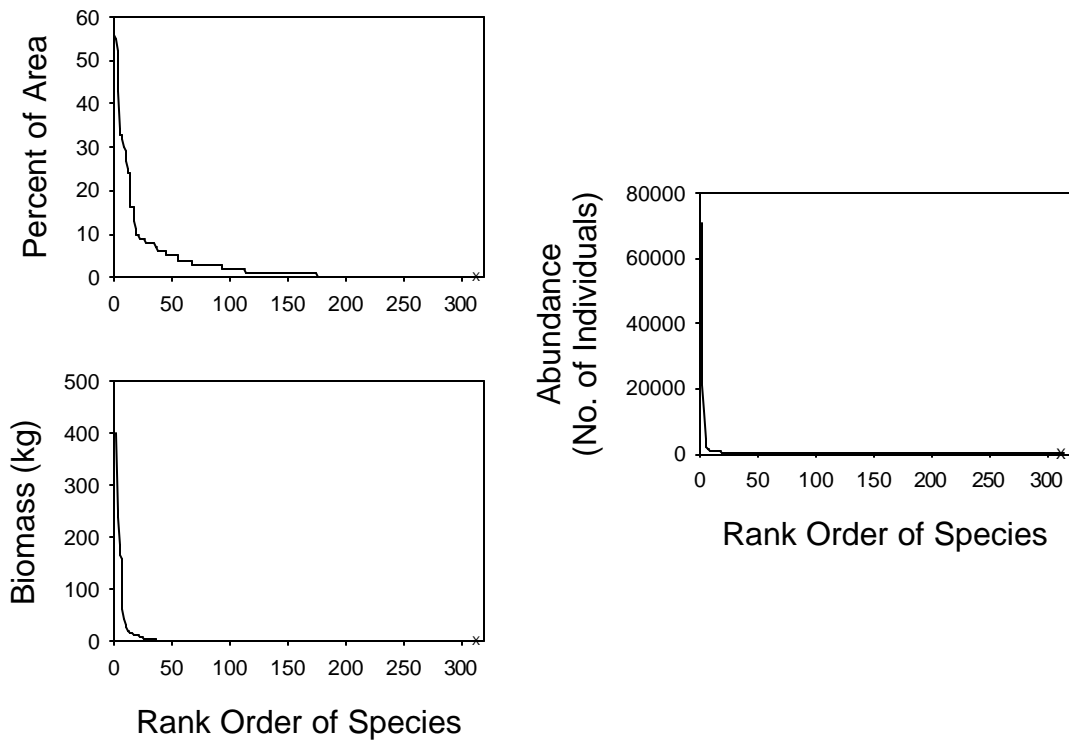 Percent of Area
60
50
40
30
20
10
0
0 50 100 150 200 250 300
x
Biomass (kg)
500
400
300
200
100
0
0 50 100 150 200 250 300
x
Rank Order of Species
Abundance
(No. of Individuals)
80000
60000
40000
20000
0
0 50 100 150 200 250 300
x
Rank Order of Species